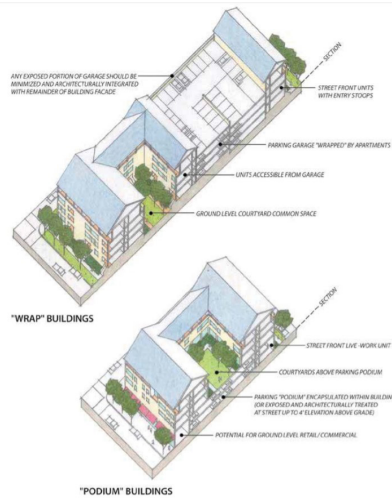 SECTION
ANY EXPOSED PORTION OF GARAGE SHOULD BE
MINIMIZED AND ARCHITECTURALLY INTEGRATED
WITH REMAINDER OF BUILDING FACADE
STREET FRONT UNITS
WITH ENTRY STOOPS
PARKING GARAGE "WRAPPED" BY APARTMENTS
UNITS ACCESSIBLE FROM GARAGE
GROUND LEVEL COURTYARD COMMON SPACE
"WRAP" BUILDINGS
SECTION
STREET FRONT LIVE -WORK UNIT
COURTYARDS ABOVE PARKING PODIUM
PARKING "PODIUM" ENCAPSULATED WITHIN BUILDIN
(OR EXPOSED AND ARCHITECTURALLY TREATED
AT STREET UP TO 4' ELEVATION ABOVE GRADE)
POTENTIAL FOR GROUND LEVEL RETAIL/COMMERCIAL
"PODIUM" BUILDINGS